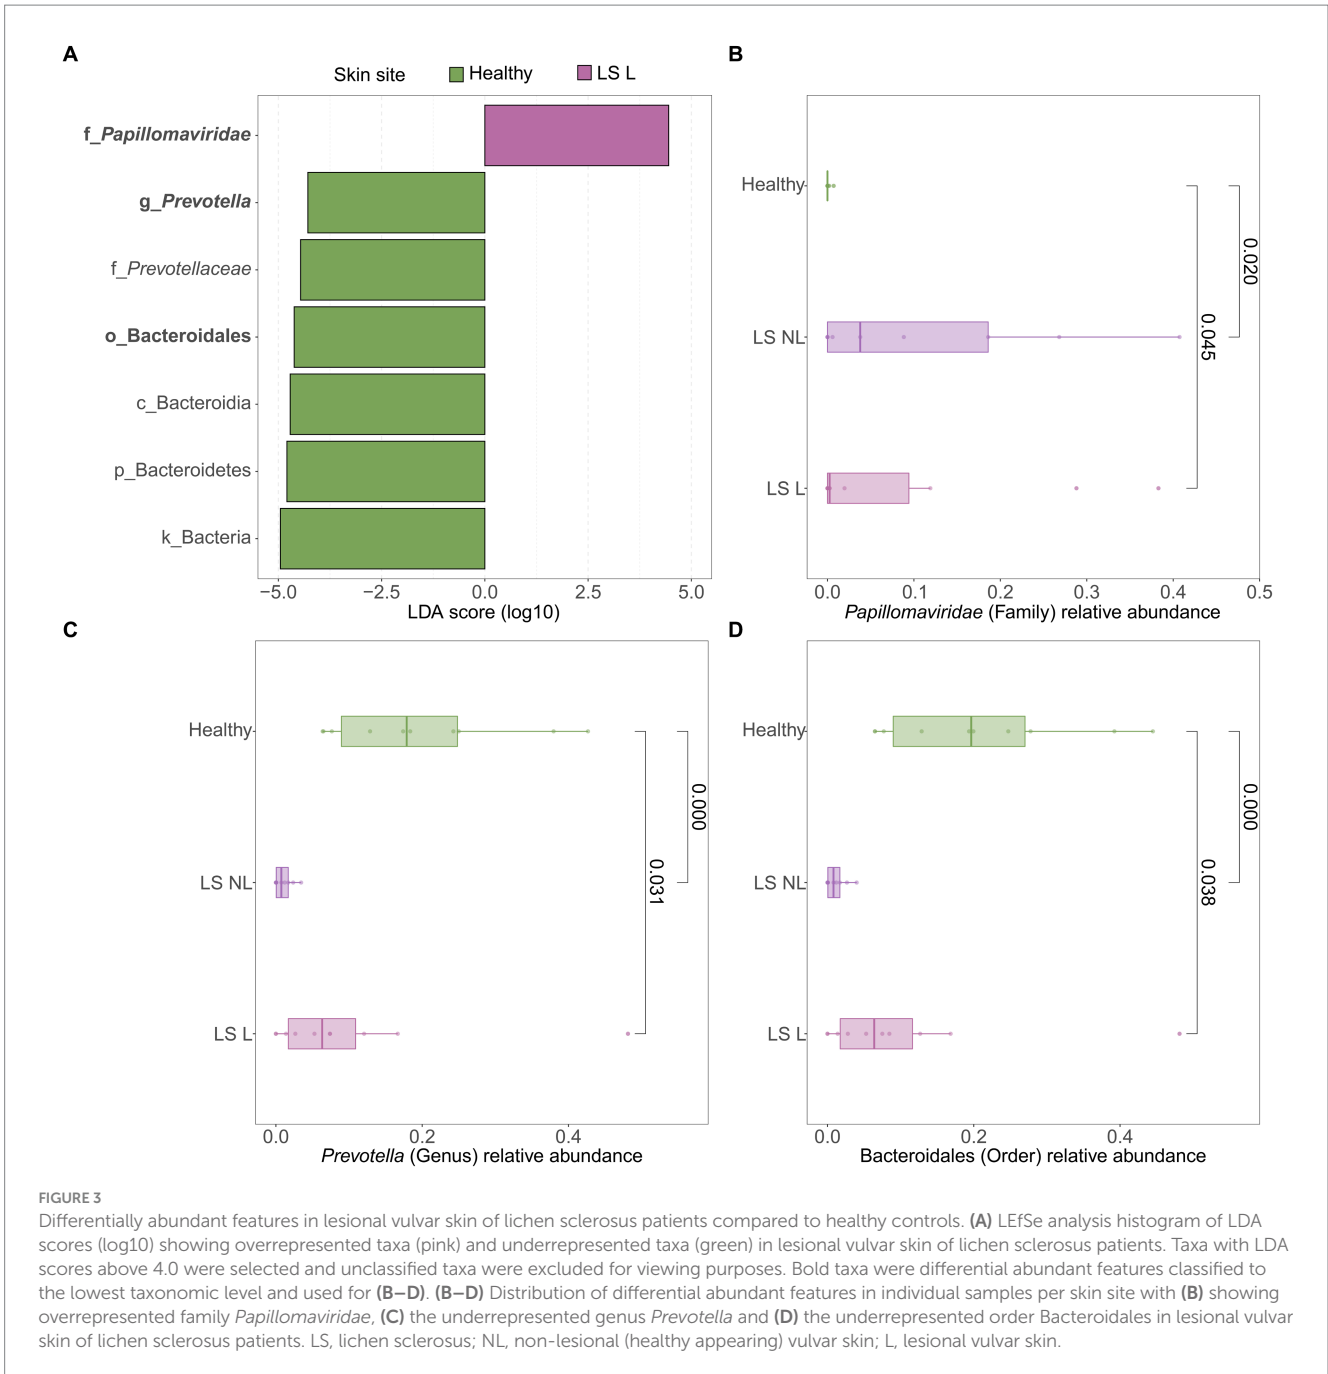 A
Skin site Healthy LS L
f_Papillomaviridae
g_Prevotella
f_Prevotellaceae
o_Bacteroidales
c_Bacteroidia
p_Bacteroidetes
k_Bacteria
−5.0 −2.5 0.0 2.5 5.0
LDA score (log10)
B
Healthy
LS NL
LS L
0.020
0.045
0.0 0.1 0.2 0.3 0.4 0.5
Papillomaviridae (Family) relative abundance
C
Healthy
LS NL
LS L
0.000
0.031
0.0 0.2 0.4
Prevotella (Genus) relative abundance
D
Healthy
LS NL
LS L
0.000
0.038
0.0 0.2 0.4
Bacteroidales (Order) relative abundance
FIGURE 3
Differentially abundant features in lesional vulvar skin of lichen sclerosus patients compared to healthy controls. (A) LEfSe analysis histogram of LDA
scores (log10) showing overrepresented taxa (pink) and underrepresented taxa (green) in lesional vulvar skin of lichen sclerosus patients. Taxa with LDA
scores above 4.0 were selected and unclassified taxa were excluded for viewing purposes. Bold taxa were differential abundant features classified to
the lowest taxonomic level and used for (B–D). (B–D) Distribution of differential abundant features in individual samples per skin site with (B) showing
overrepresented family Papillomaviridae, (C) the underrepresented genus Prevotella and (D) the underrepresented order Bacteroidales in lesional vulvar
skin of lichen sclerosus patients. LS, lichen sclerosus; NL, non-lesional (healthy appearing) vulvar skin; L, lesional vulvar skin.